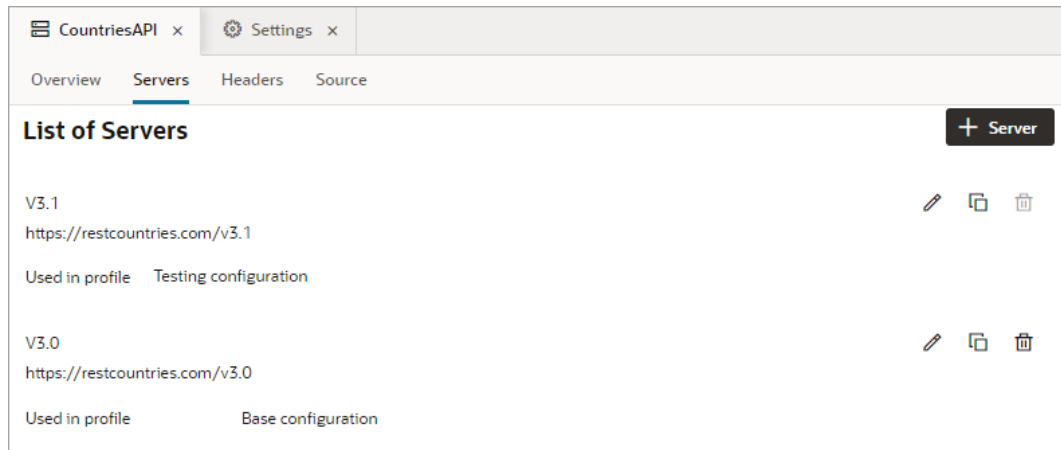 CountriesAPI × Settings ×
Overview Servers Headers Source
List of Servers + Server
V3.1
https://restcountries.com/v3.1
Used in profile Testing configuration
V3.0
https://restcountries.com/v3.0
Used in profile Base configuration